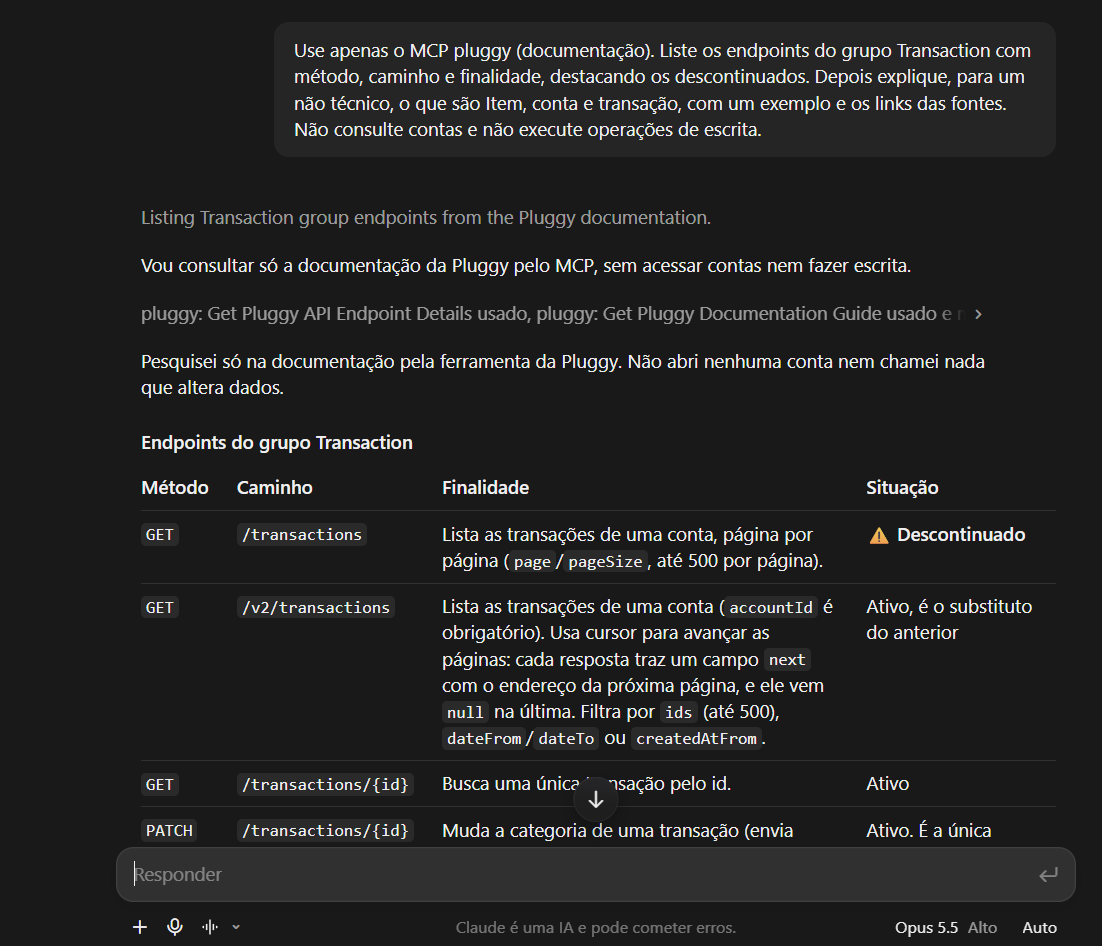 Use apenas o MCP pluggy (documentação). Liste os endpoints do grupo Transaction com
método, caminho e finalidade, destacando os descontinuados. Depois explique, para um
não técnico, o que são Item, conta e transação, com um exemplo e os links das fontes.
Não consulte contas e não execute operações de escrita.
Listing Transaction group endpoints from the Pluggy documentation.
Vou consultar só a documentação da Pluggy pelo MCP, sem acessar contas nem fazer escrita.
pluggy: Get Pluggy API Endpoint Details usado, pluggy: Get Pluggy Documentation Guide usado e
Pesquisei só na documentação pela ferramenta da Pluggy. Não abri nenhuma conta nem chamei nada
que altera dados.
Endpoints do grupo Transaction
Método Caminho Finalidade Situação
GET /transactions Lista as transações de uma conta, página por ⚠ Descontinuado
página (page/pageSize, até 500 por página).
GET /v2/transactions Lista as transações de uma conta (accountId é Ativo, é o substituto
obrigatório). Usa cursor para avançar as do anterior
páginas: cada resposta traz um campo next
com o endereço da próxima página, e ele vem
null na última. Filtra por ids (até 500),
dateFrom/dateTo ou createdAtFrom.
GET /transactions/{id} Busca uma única nsação pelo id. Ativo
PATCH /transactions/{id} Muda a categoria de uma transação (envia Ativo. É a única
Responder
Claude é uma IA e pode cometer erros. Opus 5.5 Alto Auto